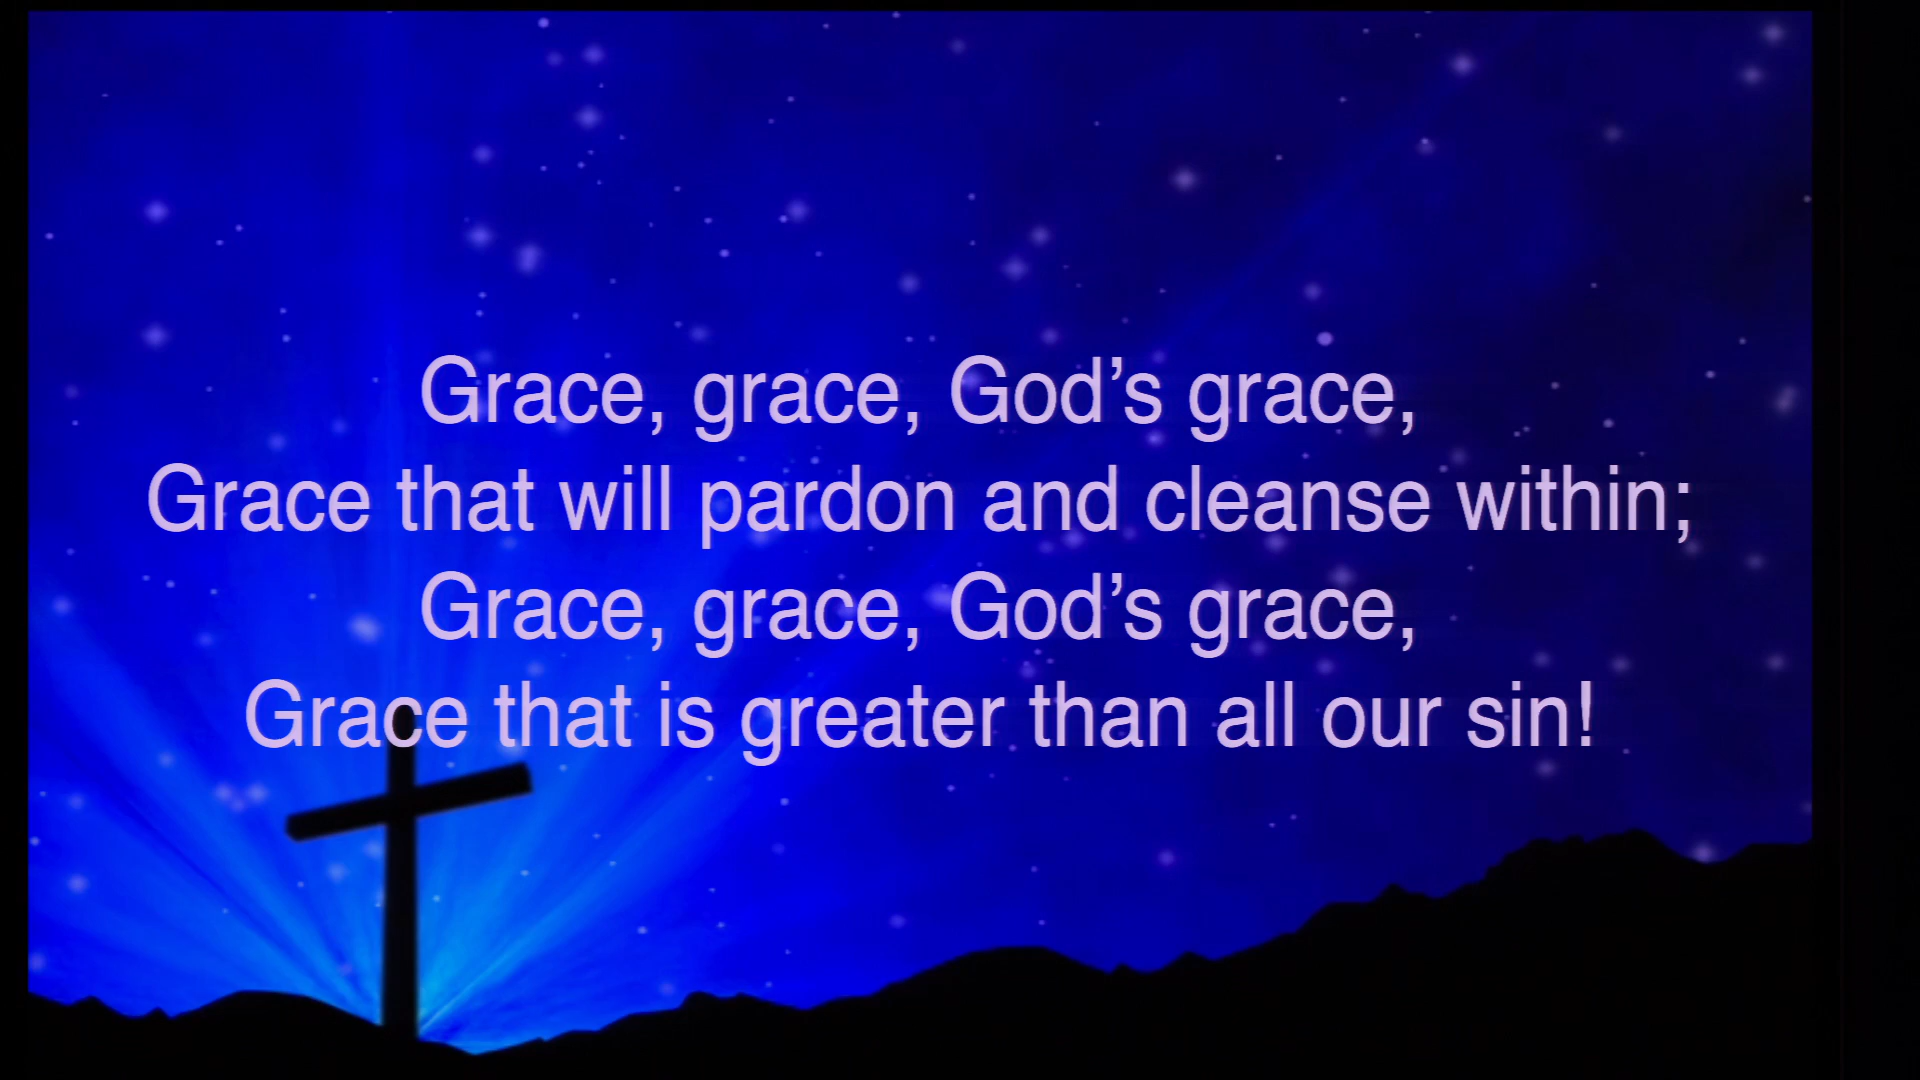 Grace, grace, God’s grace,
Grace that will pardon and cleanse within;
Grace, grace, God’s grace,
Grace that is greater than all our sin!